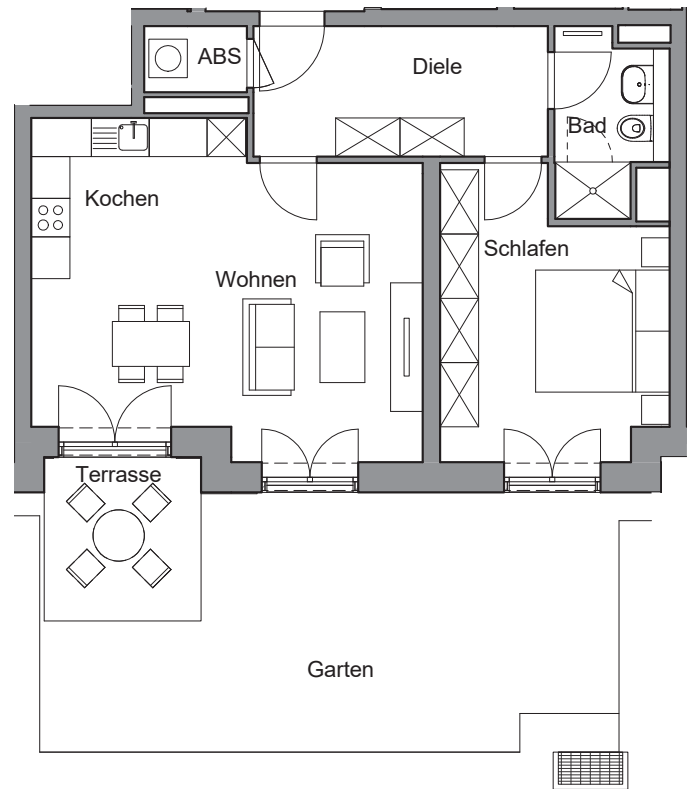 ABS
Diele
Bad
Kochen
Schlafen
Wohnen
Terrasse
Garten